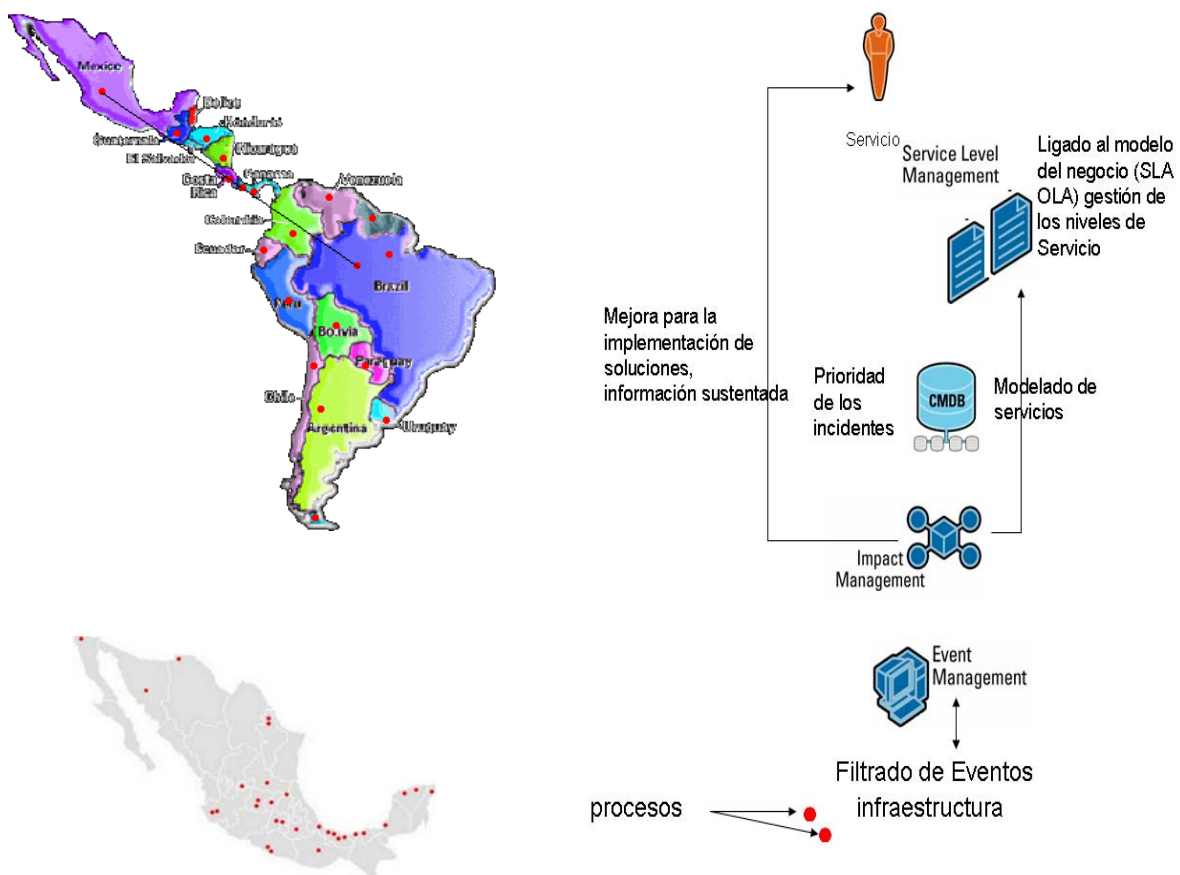 Mexico
Belice
Honduras
Guatemala
El Salvador
Nicaragua
Costa
Rica
Panama
Venezuela
Colombia
Ecuador
Brazil
Peru
Bolivia
Paraguay
Chile
Argentina
Uruguay
Servicio
Service Level
Management
Ligado al modelo
del negocio (SLA
OLA) gestión de
los niveles de
Servicio
Mejora para la
implementación de
soluciones,
información sustentada
Prioridad
de los
incidentes
CMDB
Modelado de
servicios
Impact
Management
Event
Management
Filtrado de Eventos
infraestructura
procesos